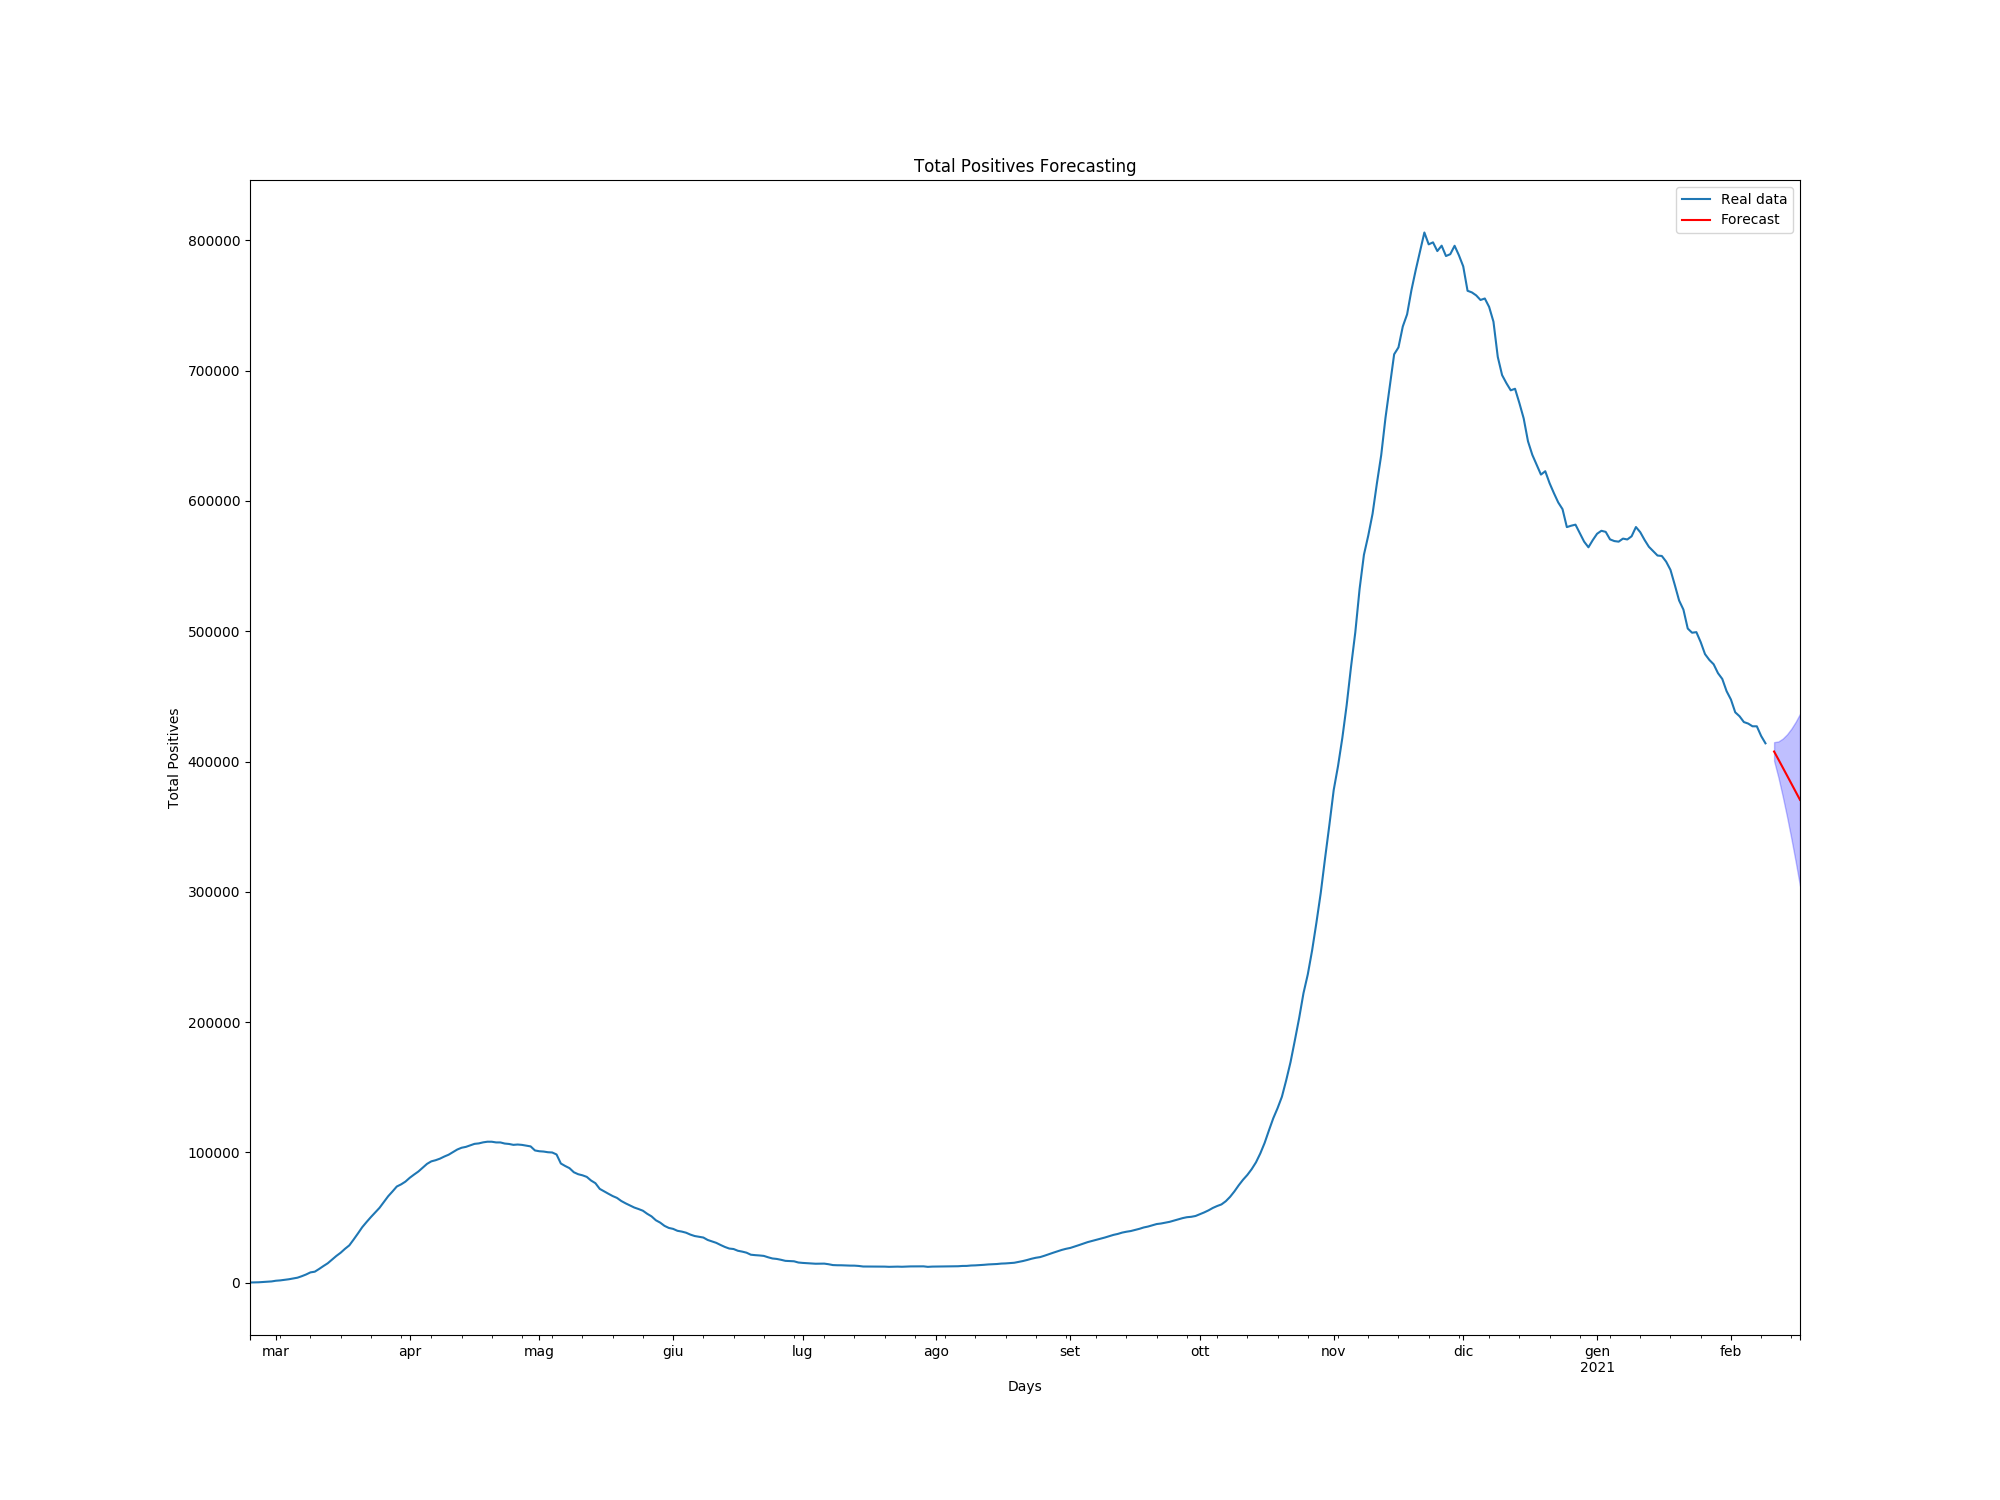 Total Positives Forecasting
Real data
Forecast
800000
700000
600000
500000
400000
300000
200000
100000
0
Total Positives
mar apr mag giu lug ago set ott nov dic gen feb
2021
Days